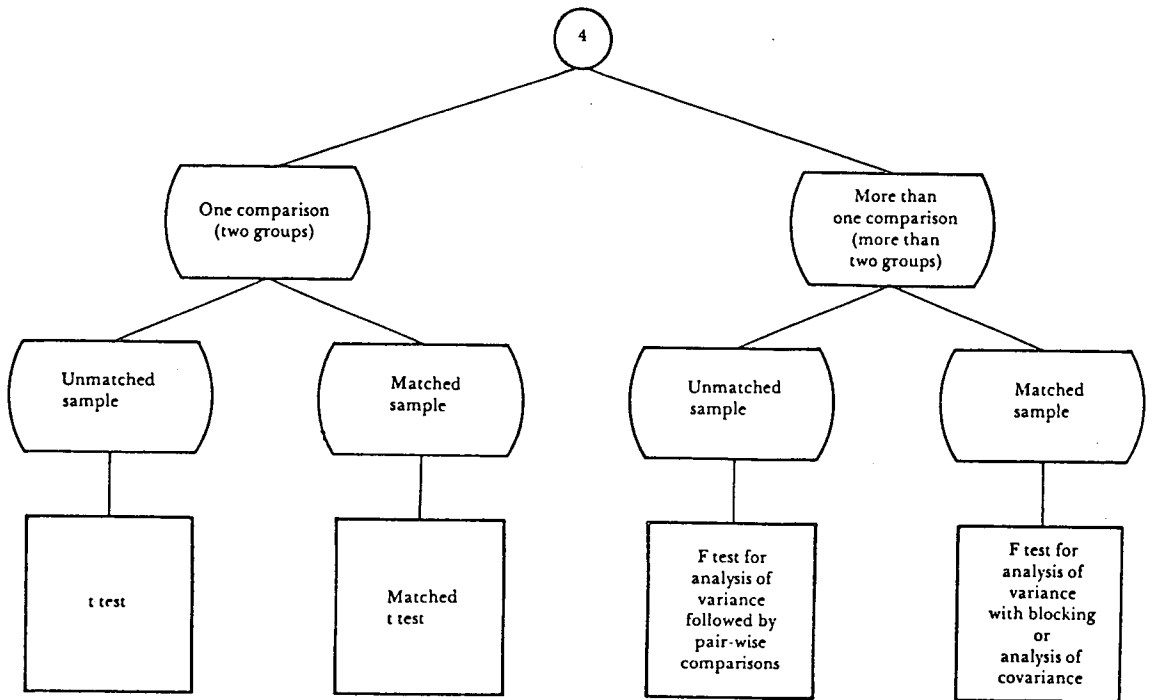 4
One comparison
(two groups)
More than
one comparison
(more than
two groups)
Unmatched
sample
Matched
sample
Unmatched
sample
Matched
sample
t test
Matched
t test
F test for
analysis of
variance
followed by
pair-wise
comparisons
F test for
analysis of
variance
with blocking
or
analysis of
covariance